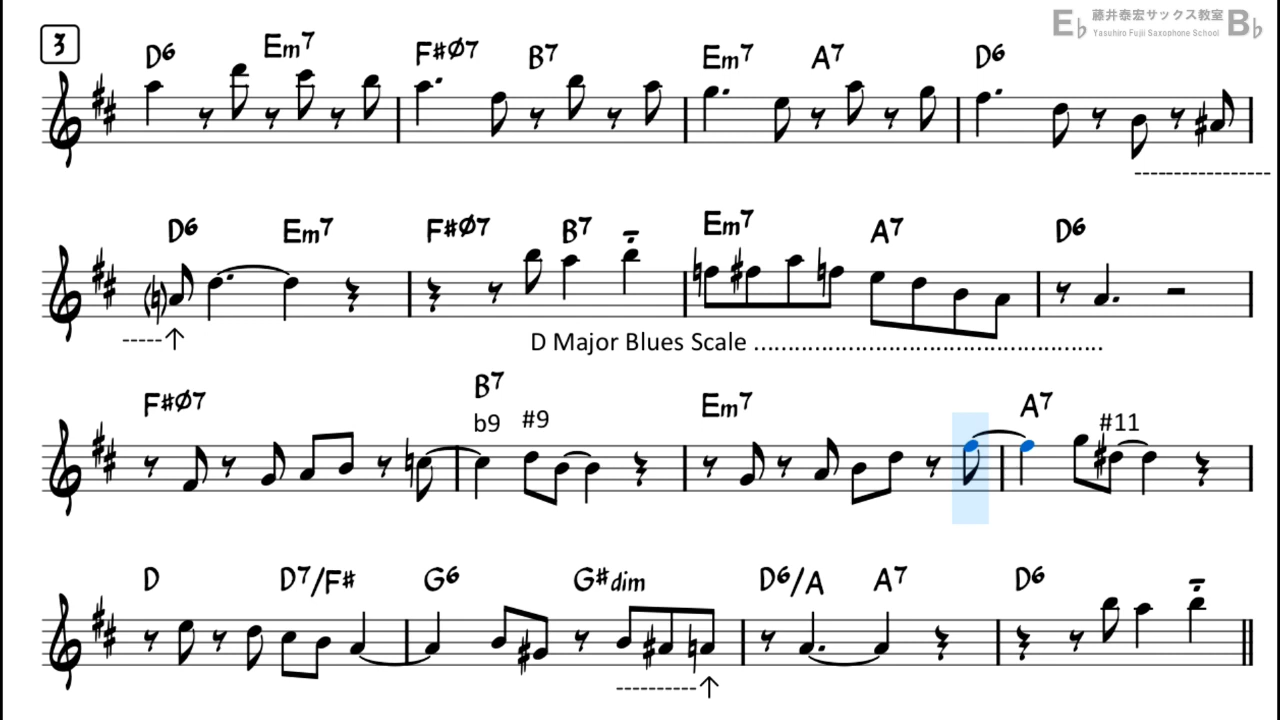 3
E♭ 藤井泰宏サックス教室 B♭
Yasuhiro Fujii Saxophone School
D6 Em7 F#Ø7 B7 Em7 A7 D6
D6 Em7 F#Ø7 B7 Em7 A7 D6
D Major Blues Scale ....................................................
F#Ø7 B7 Em7 A7
b9 #9 #11
D D7/F# G6 G#dim D6/A A7 D6